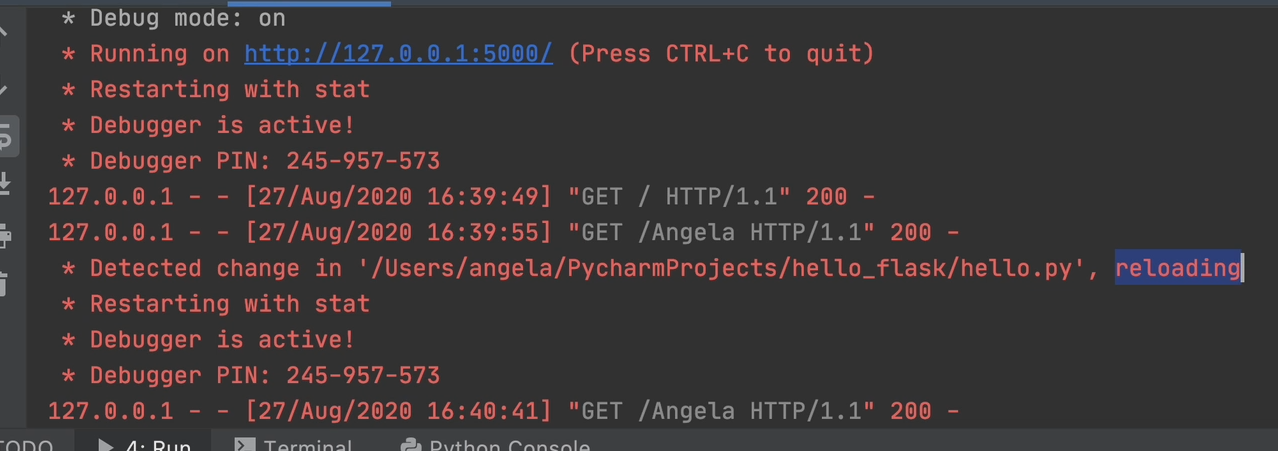 * Debug mode: on
* Running on http://127.0.0.1:5000/ (Press CTRL+C to quit)
* Restarting with stat
* Debugger is active!
* Debugger PIN: 245-957-573
127.0.0.1 - - [27/Aug/2020 16:39:49] "GET / HTTP/1.1" 200 -
127.0.0.1 - - [27/Aug/2020 16:39:55] "GET /Angela HTTP/1.1" 200 -
* Detected change in '/Users/angela/PycharmProjects/hello_flask/hello.py', reloading
* Restarting with stat
* Debugger is active!
* Debugger PIN: 245-957-573
127.0.0.1 - - [27/Aug/2020 16:40:41] "GET /Angela HTTP/1.1" 200 -
TODO 4: Run Terminal Python Console